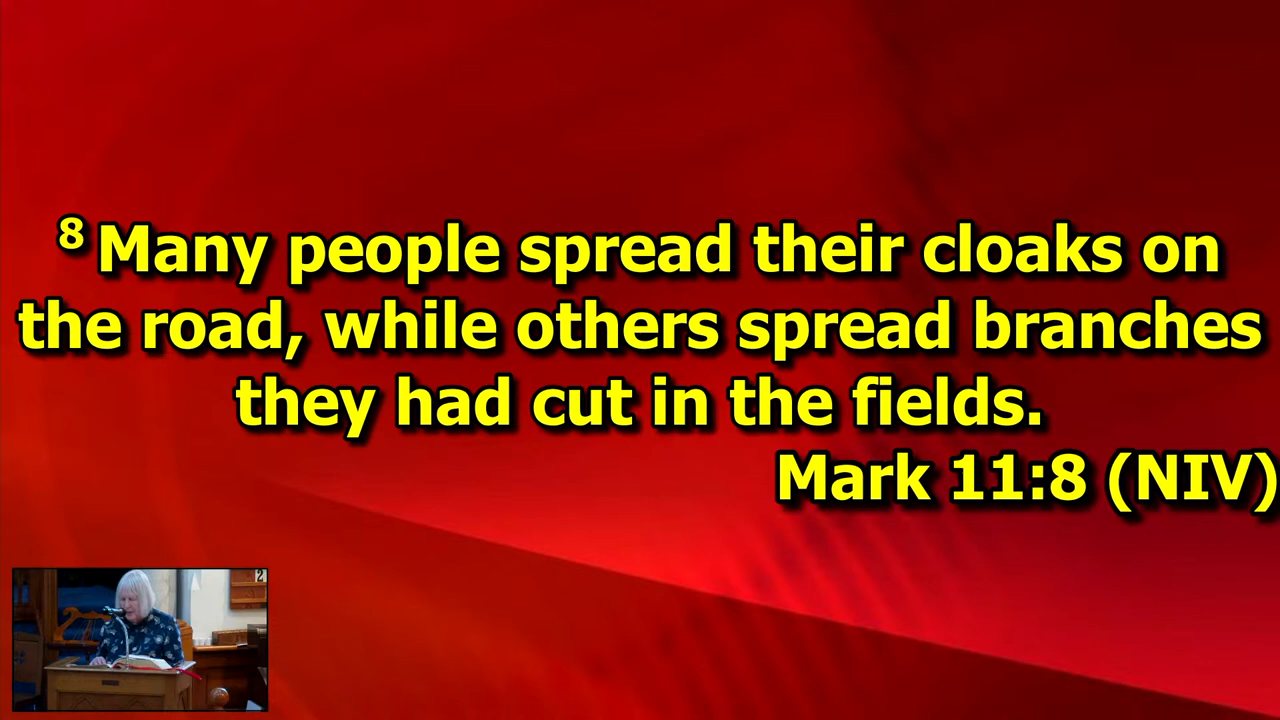 8 Many people spread their cloaks on
the road, while others spread branches
they had cut in the fields.
Mark 11:8 (NIV)
2